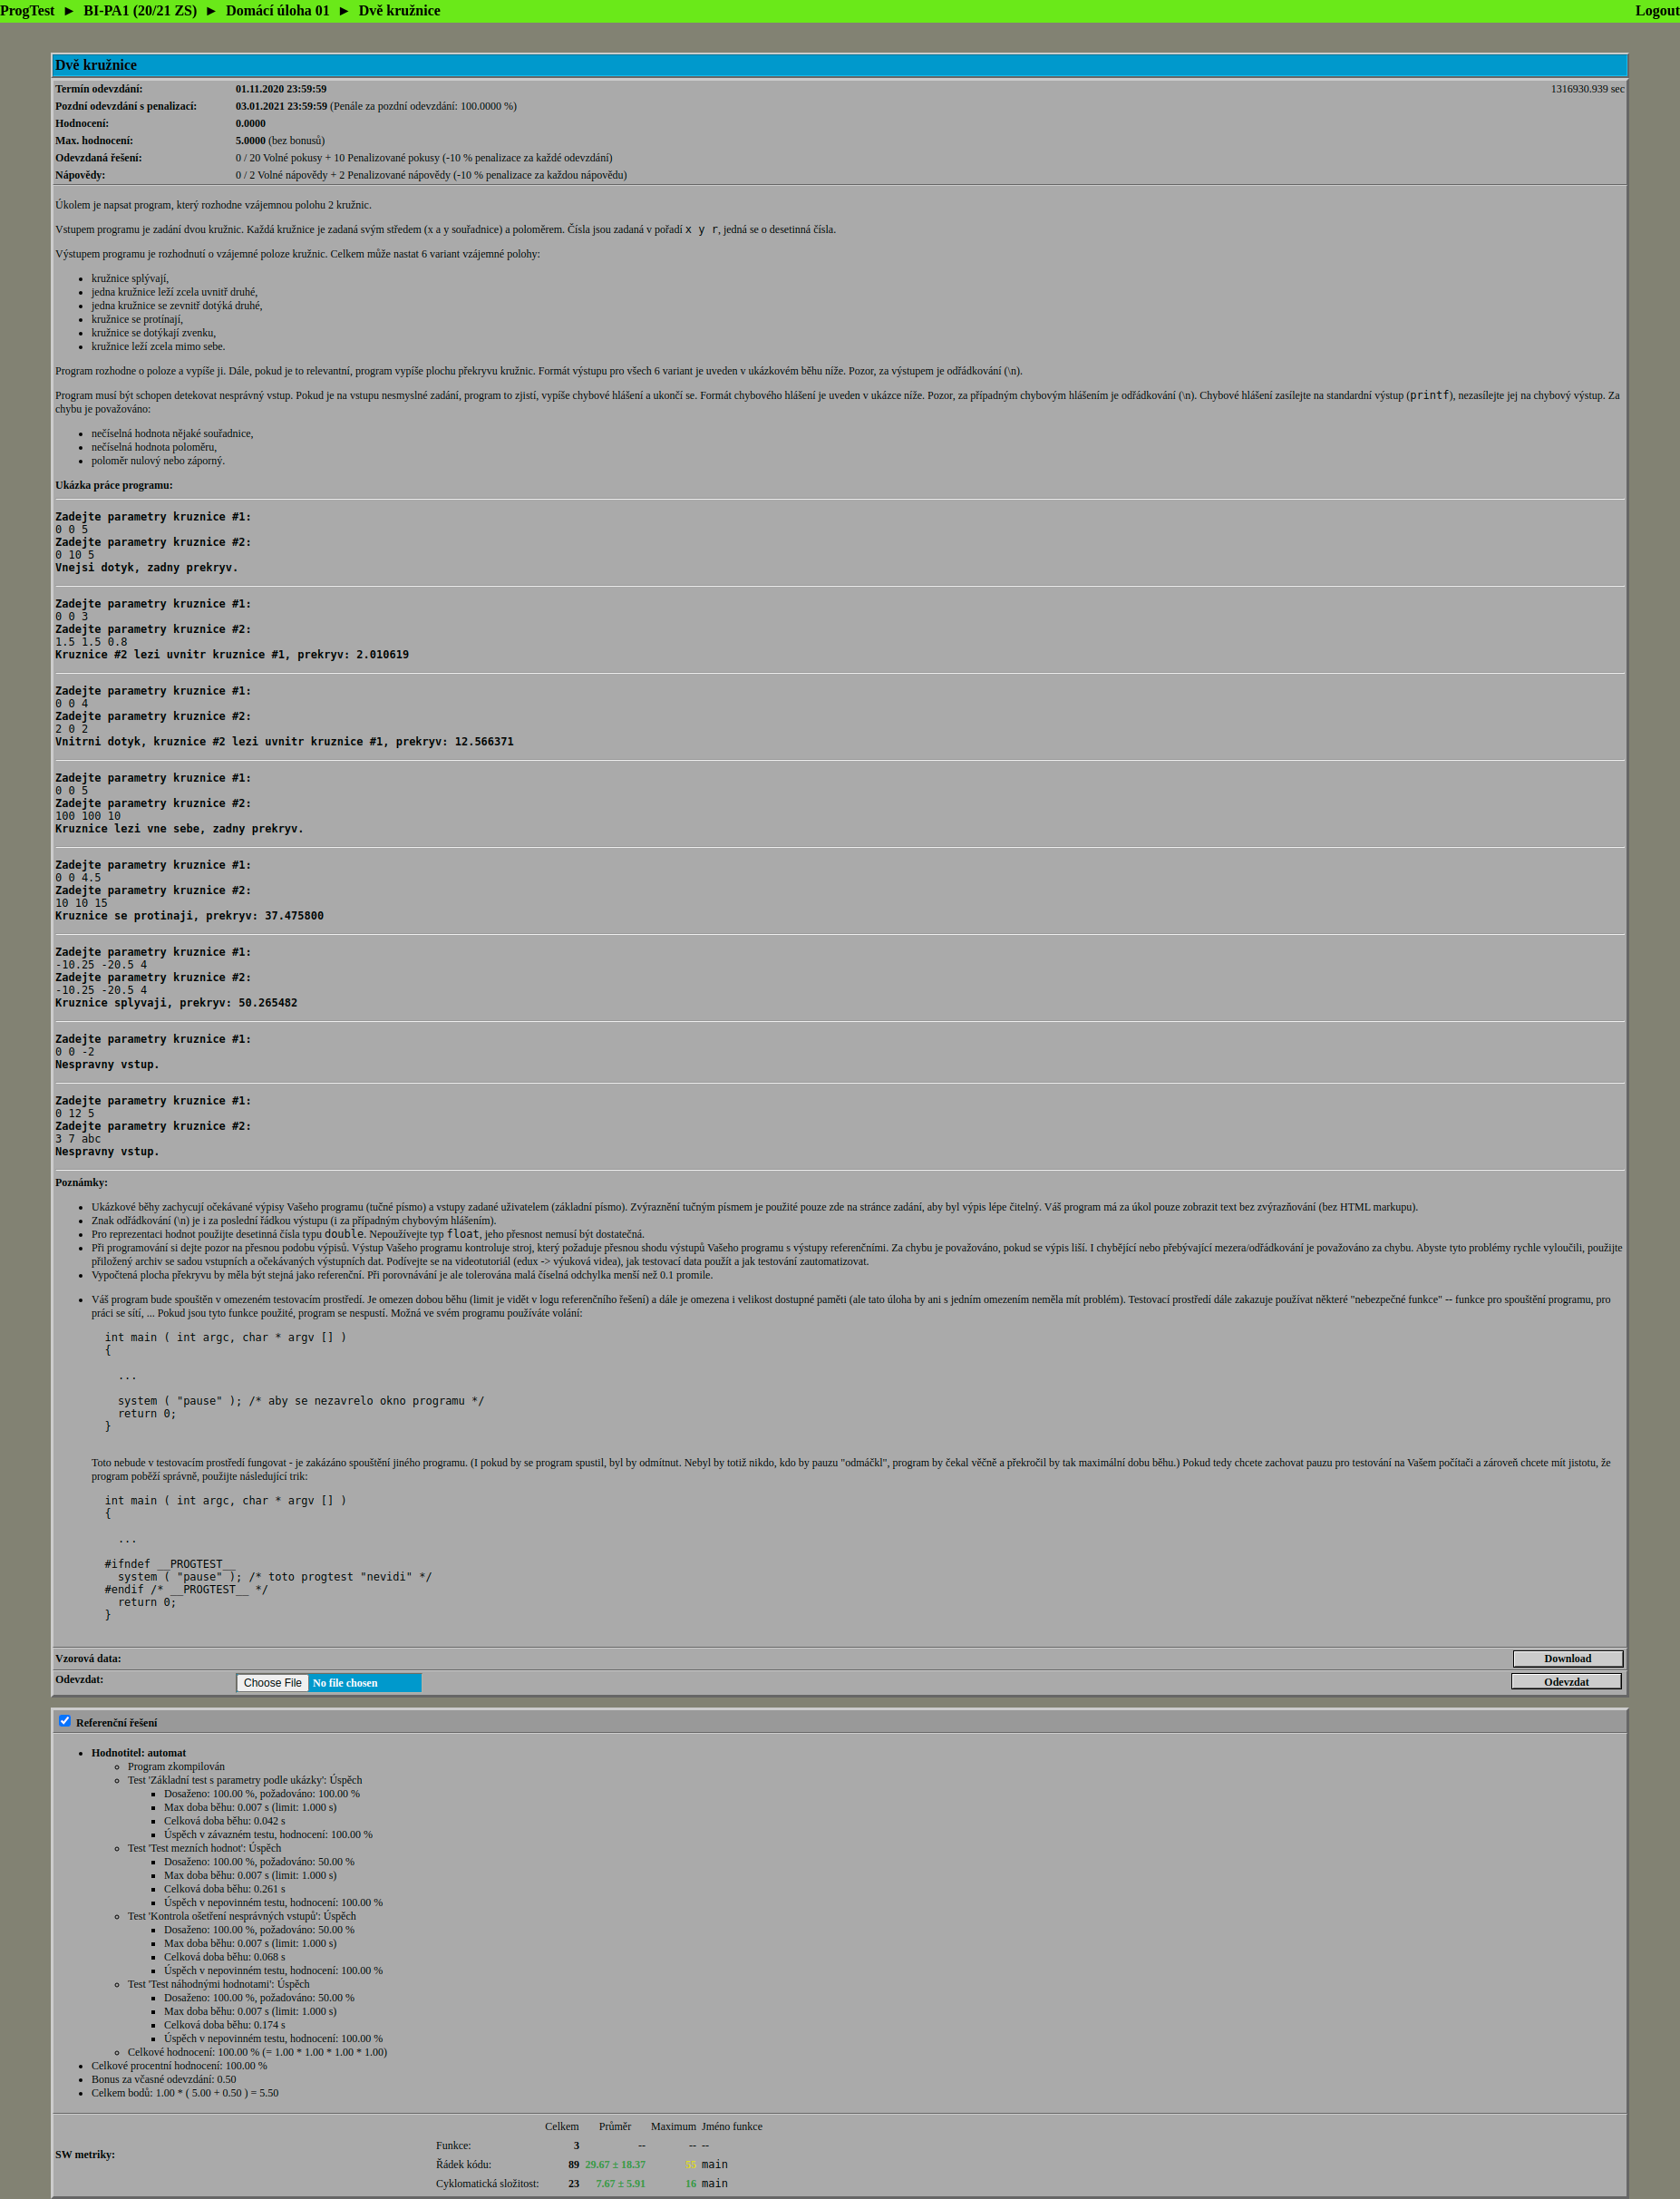 ProgTest ► BI-PA1 (20/21 ZS) ► Domácí úloha 01 ► Dvě kružnice Logout
Dvě kružnice
Termín odevzdání: 01.11.2020 23:59:59 1316930.939 sec
Pozdní odevzdání s penalizací: 03.01.2021 23:59:59 (Penále za pozdní odevzdání: 100.0000 %)
Hodnocení: 0.0000
Max. hodnocení: 5.0000 (bez bonusů)
Odevzdaná řešení: 0 / 20 Volné pokusy + 10 Penalizované pokusy (-10 % penalizace za každé odevzdání)
Nápovědy: 0 / 2 Volné nápovědy + 2 Penalizované nápovědy (-10 % penalizace za každou nápovědu)
Úkolem je napsat program, který rozhodne vzájemnou polohu 2 kružnic.
Vstupem programu je zadání dvou kružnic. Každá kružnice je zadaná svým středem (x a y souřadnice) a poloměrem. Čísla jsou zadaná v pořadí x y r, jedná se o desetinná čísla.
Výstupem programu je rozhodnutí o vzájemné poloze kružnic. Celkem může nastat 6 variant vzájemné polohy:
• kružnice splývají,
• jedna kružnice leží zcela uvnitř druhé,
• jedna kružnice se zevnitř dotýká druhé,
• kružnice se protínají,
• kružnice se dotýkají zvenku,
• kružnice leží zcela mimo sebe.
Program rozhodne o poloze a vypíše ji. Dále, pokud je to relevantní, program vypíše plochu překryvu kružnic. Formát výstupu pro všech 6 variant je uveden v ukázkovém běhu níže. Pozor, za výstupem je odřádkování (\n).
Program musí být schopen detekovat nesprávný vstup. Pokud je na vstupu nesmyslné zadání, program to zjistí, vypíše chybové hlášení a ukončí se. Formát chybového hlášení je uveden v ukázce níže. Pozor, za případným chybovým hlášením je odřádkování (\n). Chybové hlášení zasílejte na standardní výstup (printf), nezasílejte jej na chybový výstup. Za
chybu je považováno:
• nečíselná hodnota nějaké souřadnice,
• nečíselná hodnota poloměru,
• poloměr nulový nebo záporný.
Ukázka práce programu:
Zadejte parametry kruznice #1:
0 0 5
Zadejte parametry kruznice #2:
0 10 5
Vnejsi dotyk, zadny prekryv.
Zadejte parametry kruznice #1:
0 0 3
Zadejte parametry kruznice #2:
1.5 1.5 0.8
Kruznice #2 lezi uvnitr kruznice #1, prekryv: 2.010619
Zadejte parametry kruznice #1:
0 0 4
Zadejte parametry kruznice #2:
2 0 2
Vnitrni dotyk, kruznice #2 lezi uvnitr kruznice #1, prekryv: 12.566371
Zadejte parametry kruznice #1:
0 0 5
Zadejte parametry kruznice #2:
100 100 10
Kruznice lezi vne sebe, zadny prekryv.
Zadejte parametry kruznice #1:
0 0 4.5
Zadejte parametry kruznice #2:
10 10 15
Kruznice se protinaji, prekryv: 37.475800
Zadejte parametry kruznice #1:
-10.25 -20.5 4
Zadejte parametry kruznice #2:
-10.25 -20.5 4
Kruznice splyvaji, prekryv: 50.265482
Zadejte parametry kruznice #1:
0 0 -2
Nespravny vstup.
Zadejte parametry kruznice #1:
0 12 5
Zadejte parametry kruznice #2:
3 7 abc
Nespravny vstup.
Poznámky:
• Ukázkové běhy zachycují očekávané výpisy Vašeho programu (tučné písmo) a vstupy zadané uživatelem (základní písmo). Zvýraznění tučným písmem je použité pouze zde na stránce zadání, aby byl výpis lépe čitelný. Váš program má za úkol pouze zobrazit text bez zvýrazňování (bez HTML markupu).
• Znak odřádkování (\n) je i za poslední řádkou výstupu (i za případným chybovým hlášením).
• Pro reprezentaci hodnot použijte desetinná čísla typu double. Nepoužívejte typ float, jeho přesnost nemusí být dostatečná.
• Při programování si dejte pozor na přesnou podobu výpisů. Výstup Vašeho programu kontroluje stroj, který požaduje přesnou shodu výstupů Vašeho programu s výstupy referenčními. Za chybu je považováno, pokud se výpis liší. I chybějící nebo přebývající mezera/odřádkování je považováno za chybu. Abyste tyto problémy rychle vyloučili, použijte
přiložený archiv se sadou vstupních a očekávaných výstupních dat. Podívejte se na videotutoriál (edux -> výuková videa), jak testovací data použít a jak testování zautomatizovat.
• Vypočtená plocha překryvu by měla být stejná jako referenční. Při porovnávání je ale tolerována malá číselná odchylka menší než 0.1 promile.
• Váš program bude spouštěn v omezeném testovacím prostředí. Je omezen dobou běhu (limit je vidět v logu referenčního řešení) a dále je omezena i velikost dostupné paměti (ale tato úloha by ani s jedním omezením neměla mít problém). Testovací prostředí dále zakazuje používat některé "nebezpečné funkce" -- funkce pro spouštění programu, pro
práci se sítí, ... Pokud jsou tyto funkce použité, program se nespustí. Možná ve svém programu používáte volání:
int main ( int argc, char * argv [] )
{
...
system ( "pause" ); /* aby se nezavrelo okno programu */
return 0;
}
Toto nebude v testovacím prostředí fungovat - je zakázáno spouštění jiného programu. (I pokud by se program spustil, byl by odmítnut. Nebyl by totiž nikdo, kdo by pauzu "odmáčkl", program by čekal věčně a překročil by tak maximální dobu běhu.) Pokud tedy chcete zachovat pauzu pro testování na Vašem počítači a zároveň chcete mít jistotu, že
program poběží správně, použijte následující trik:
int main ( int argc, char * argv [] )
{
...
#ifndef __PROGTEST__
system ( "pause" ); /* toto progtest "nevidi" */
#endif /* __PROGTEST__ */
return 0;
}
Vzorová data: Download
Odevzdat: Choose File No file chosen Odevzdat
Referenční řešení
• Hodnotitel: automat
◦ Program zkompilován
◦ Test 'Základní test s parametry podle ukázky': Úspěch
▪ Dosaženo: 100.00 %, požadováno: 100.00 %
▪ Max doba běhu: 0.007 s (limit: 1.000 s)
▪ Celková doba běhu: 0.042 s
▪ Úspěch v závazném testu, hodnocení: 100.00 %
◦ Test 'Test mezních hodnot': Úspěch
▪ Dosaženo: 100.00 %, požadováno: 50.00 %
▪ Max doba běhu: 0.007 s (limit: 1.000 s)
▪ Celková doba běhu: 0.261 s
▪ Úspěch v nepovinném testu, hodnocení: 100.00 %
◦ Test 'Kontrola ošetření nesprávných vstupů': Úspěch
▪ Dosaženo: 100.00 %, požadováno: 50.00 %
▪ Max doba běhu: 0.007 s (limit: 1.000 s)
▪ Celková doba běhu: 0.068 s
▪ Úspěch v nepovinném testu, hodnocení: 100.00 %
◦ Test 'Test náhodnými hodnotami': Úspěch
▪ Dosaženo: 100.00 %, požadováno: 50.00 %
▪ Max doba běhu: 0.007 s (limit: 1.000 s)
▪ Celková doba běhu: 0.174 s
▪ Úspěch v nepovinném testu, hodnocení: 100.00 %
◦ Celkové hodnocení: 100.00 % (= 1.00 * 1.00 * 1.00 * 1.00)
• Celkové procentní hodnocení: 100.00 %
• Bonus za včasné odevzdání: 0.50
• Celkem bodů: 1.00 * ( 5.00 + 0.50 ) = 5.50
SW metriky:
Celkem Průměr Maximum Jméno funkce
Funkce: 3 -- -- --
Řádek kódu: 89 29.67 ± 18.37 55 main
Cyklomatická složitost: 23 7.67 ± 5.91 16 main